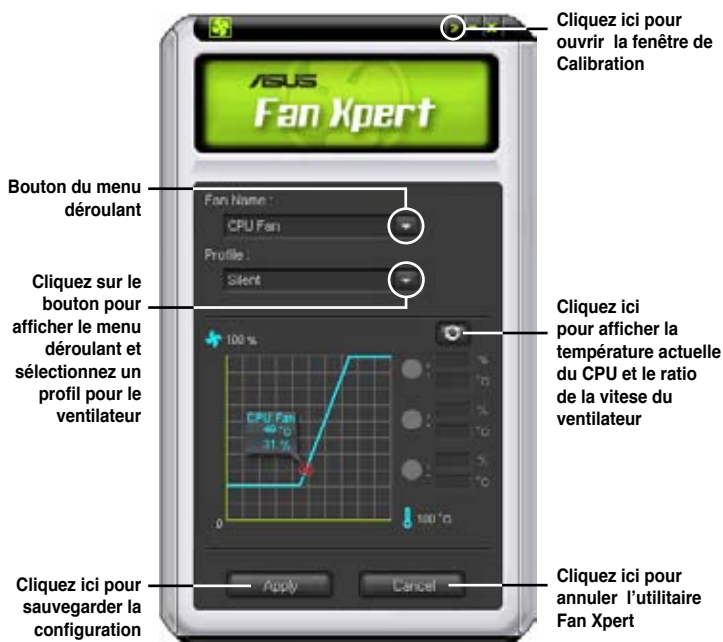 Cliquez ici pour
ouvrir la fenêtre de
Calibration
ASUS
Fan Xpert
Bouton du menu
déroulant
Fan Name :
CPU Fan
Profile :
Silent
Cliquez sur le
bouton pour
afficher le menu
déroulant et
sélectionnez un
profil pour le
ventilateur
Cliquez ici
pour afficher la
température actuelle
du CPU et le ratio
de la vitese du
ventilateur
100 %
CPU Fan
31 %
%
°C
%
°C
%
°C
0
100 °C
Apply
Cancel
Cliquez ici pour
sauvegarder la
configuration
Cliquez ici pour
annuler l'utilitaire
Fan Xpert